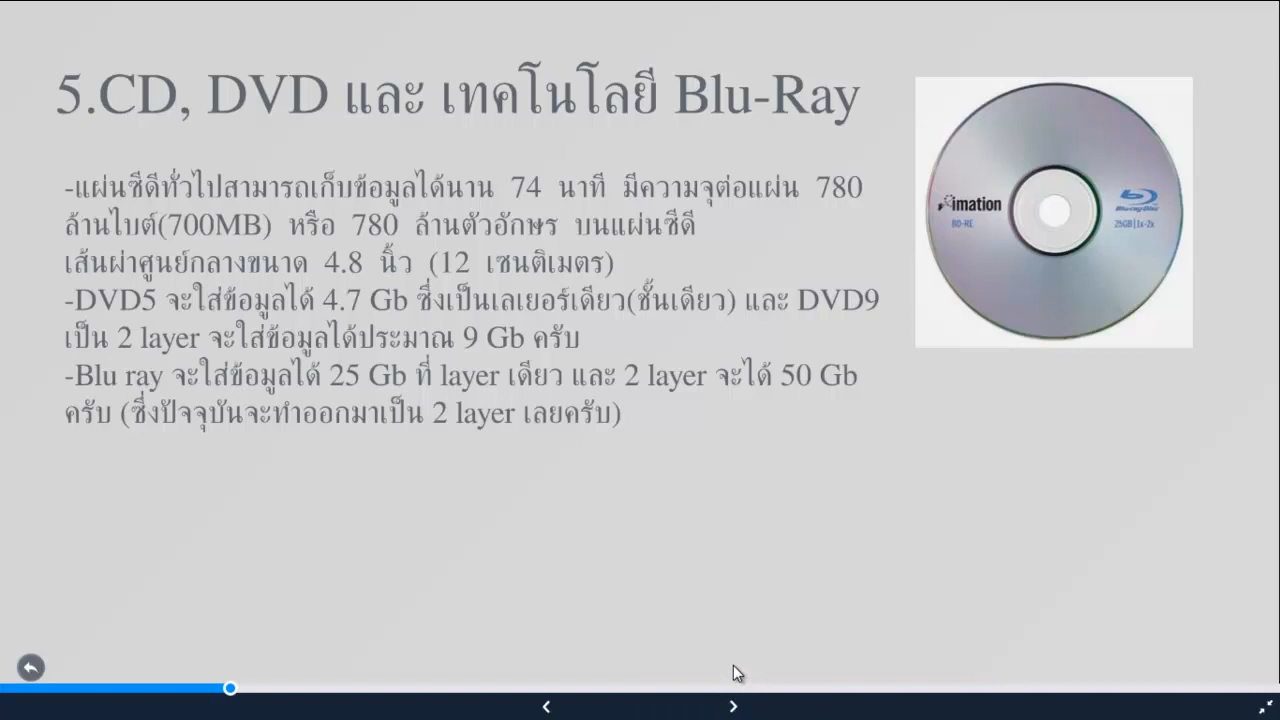 5.CD, DVD และ เทคโนโลยี Blu-Ray
-แผ่นซีดีทั่วไปสามารถเก็บข้อมูลได้นาน 74 นาที มีความจุต่อแผ่น 780
ล้านไบต์(700MB) หรือ 780 ล้านตัวอักษร บนแผ่นซีดี
เส้นผ่าศูนย์กลางขนาด 4.8 นิ้ว (12 เซนติเมตร)
-DVD5 จะใส่ข้อมูลได้ 4.7 Gb ซึ่งเป็นเลเยอร์เดียว(ชั้นเดียว) และ DVD9
เป็น 2 layer จะใส่ข้อมูลได้ประมาณ 9 Gb ครับ
-Blu ray จะใส่ข้อมูลได้ 25 Gb ที่ layer เดียว และ 2 layer จะได้ 50 Gb
ครับ (ซึ่งปัจจุบันจะทำออกมาเป็น 2 layer เลยครับ)
imation
BD-RE
Blu-ray Disc
25GB|1x-2x